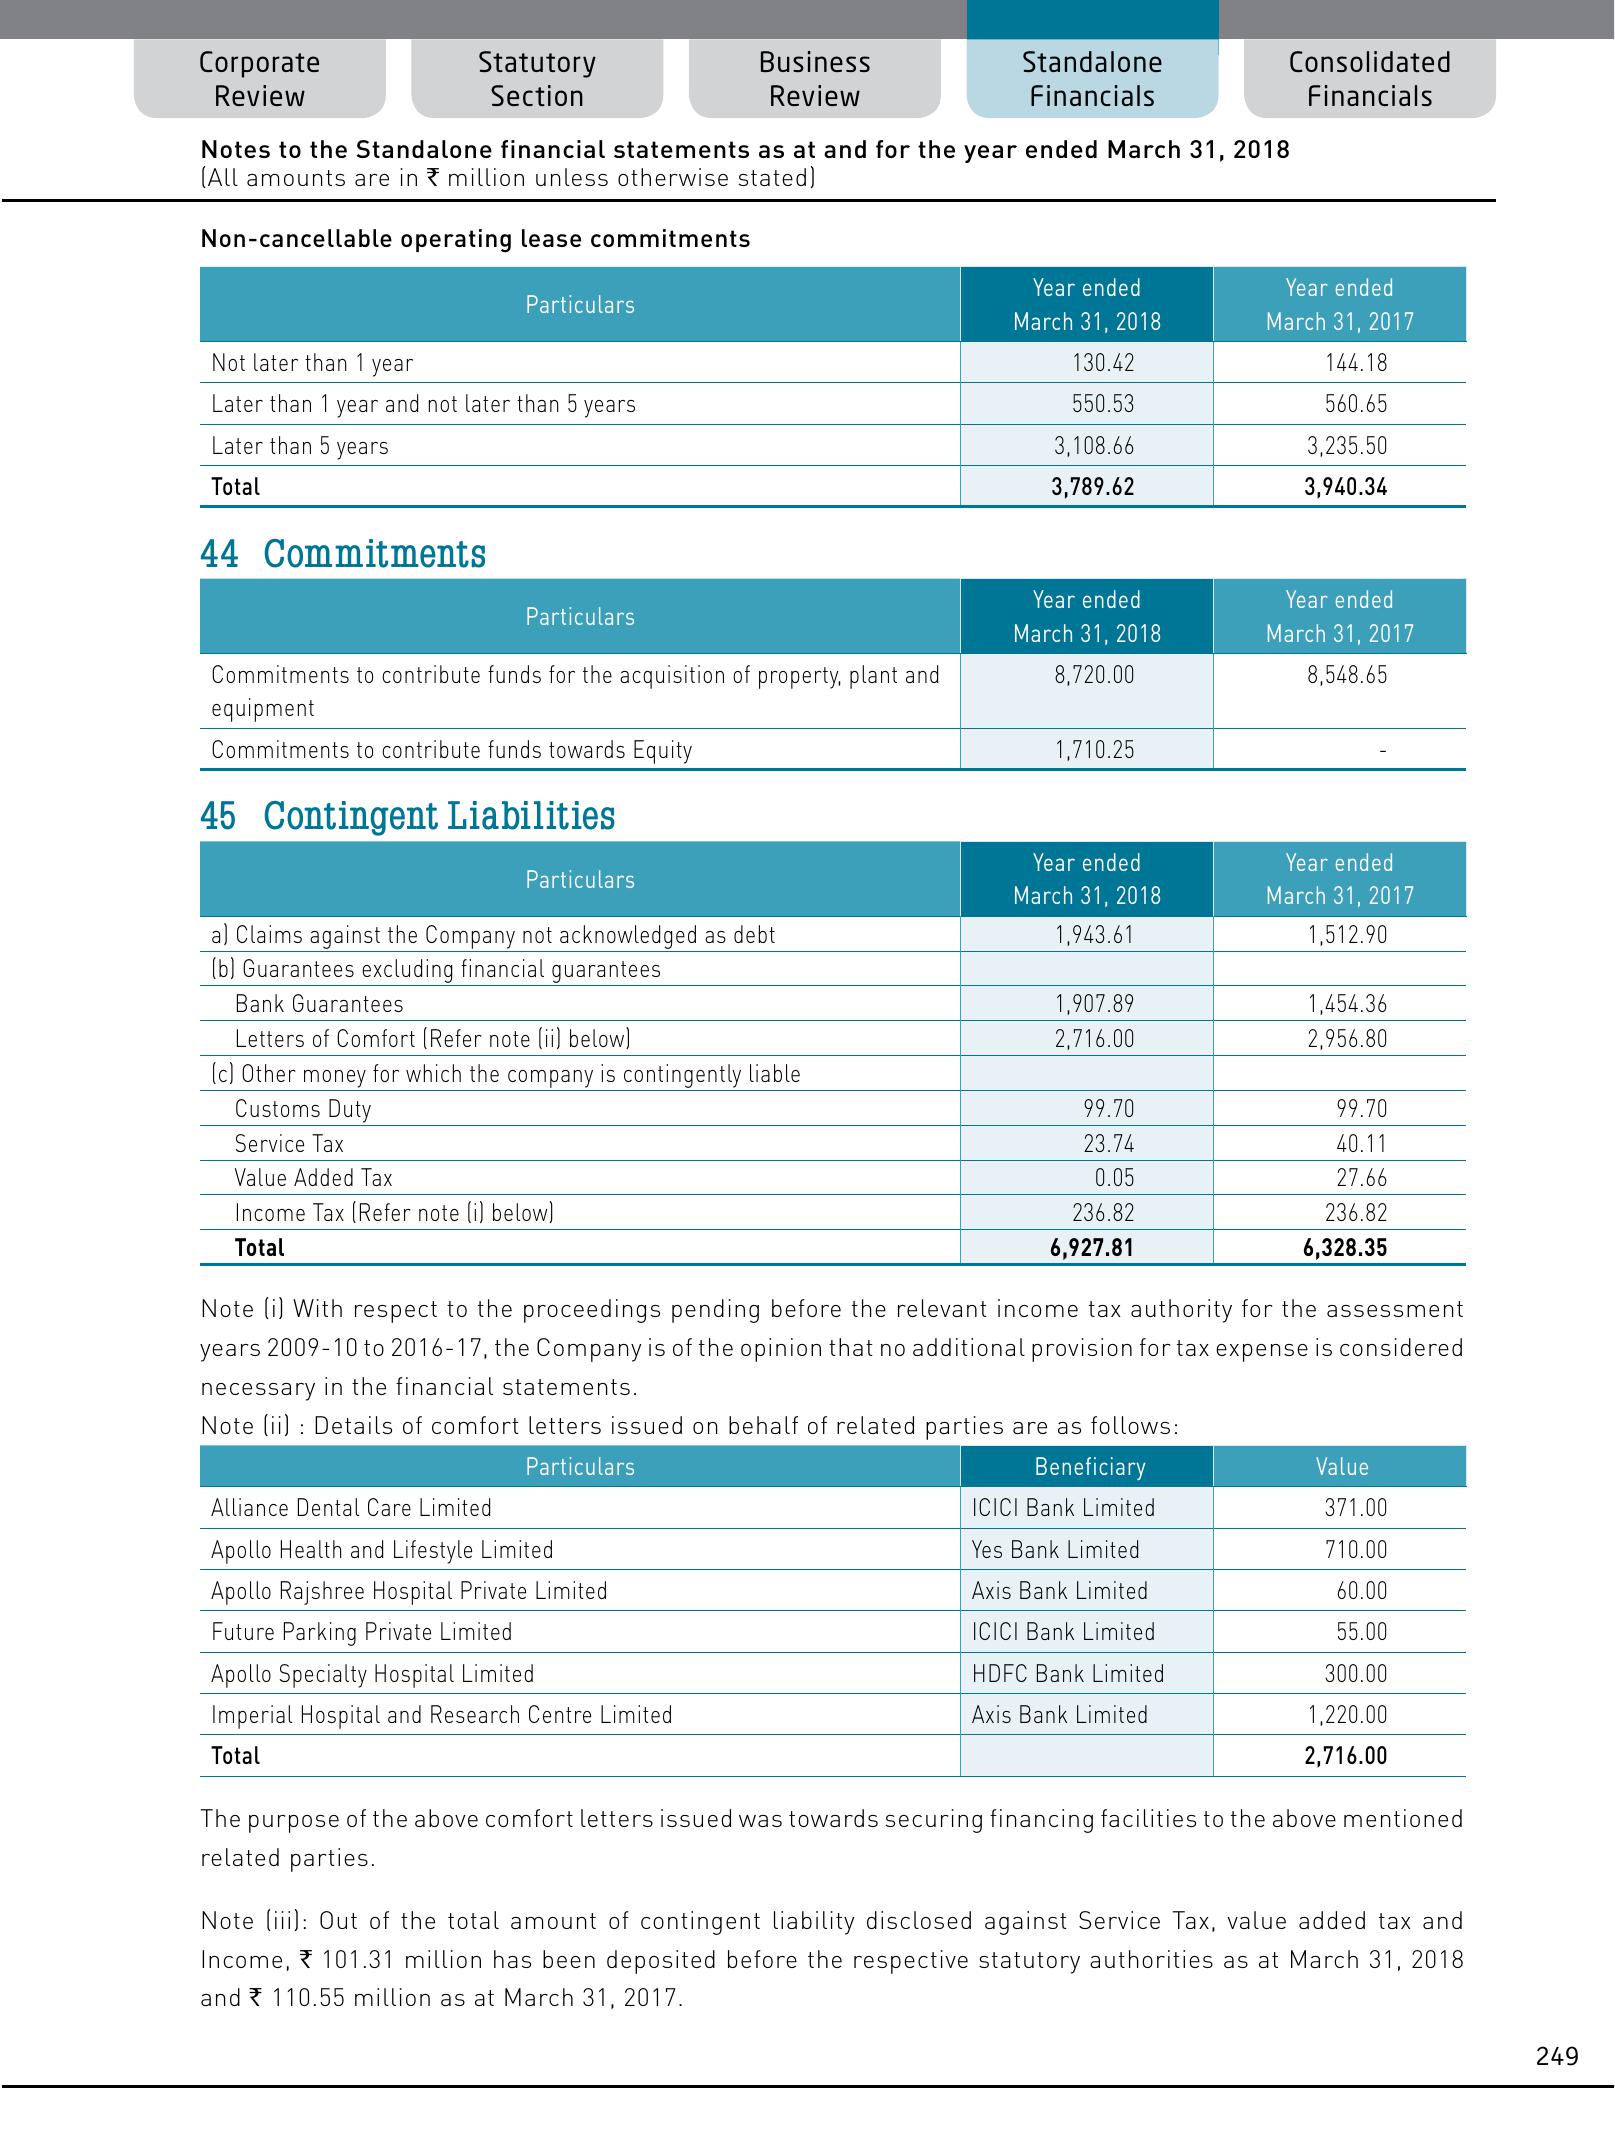 Corporate Review
Statutory Section
Business Review
Standalone Financials
Consolidated Financials
Notes to the Standalone financial statements as at and for the year ended March 31, 2018
(All amounts are in ₹ million unless otherwise stated)
Non-cancellable operating lease commitments
Particulars Year ended March 31, 2018 Year ended March 31, 2017
Not later than 1 year 130.42 144.18
Later than 1 year and not later than 5 years 550.53 560.65
Later than 5 years 3,108.66 3,235.50
Total 3,789.62 3,940.34
44 Commitments
Particulars Year ended March 31, 2018 Year ended March 31, 2017
Commitments to contribute funds for the acquisition of property, plant and equipment 8,720.00 8,548.65
Commitments to contribute funds towards Equity 1,710.25 -
45 Contingent Liabilities
Particulars Year ended March 31, 2018 Year ended March 31, 2017
a) Claims against the Company not acknowledged as debt 1,943.61 1,512.90
(b) Guarantees excluding financial guarantees
Bank Guarantees 1,907.89 1,454.36
Letters of Comfort (Refer note (ii) below) 2,716.00 2,956.80
(c) Other money for which the company is contingently liable
Customs Duty 99.70 99.70
Service Tax 23.74 40.11
Value Added Tax 0.05 27.66
Income Tax (Refer note (i) below) 236.82 236.82
Total 6,927.81 6,328.35
Note (i) With respect to the proceedings pending before the relevant income tax authority for the assessment
years 2009-10 to 2016-17, the Company is of the opinion that no additional provision for tax expense is considered
necessary in the financial statements.
Note (ii) : Details of comfort letters issued on behalf of related parties are as follows:
Particulars Beneficiary Value
Alliance Dental Care Limited ICICI Bank Limited 371.00
Apollo Health and Lifestyle Limited Yes Bank Limited 710.00
Apollo Rajshree Hospital Private Limited Axis Bank Limited 60.00
Future Parking Private Limited ICICI Bank Limited 55.00
Apollo Specialty Hospital Limited HDFC Bank Limited 300.00
Imperial Hospital and Research Centre Limited Axis Bank Limited 1,220.00
Total 2,716.00
The purpose of the above comfort letters issued was towards securing financing facilities to the above mentioned
related parties.
Note (iii): Out of the total amount of contingent liability disclosed against Service Tax, value added tax and
Income, ₹ 101.31 million has been deposited before the respective statutory authorities as at March 31, 2018
and ₹ 110.55 million as at March 31, 2017.
249